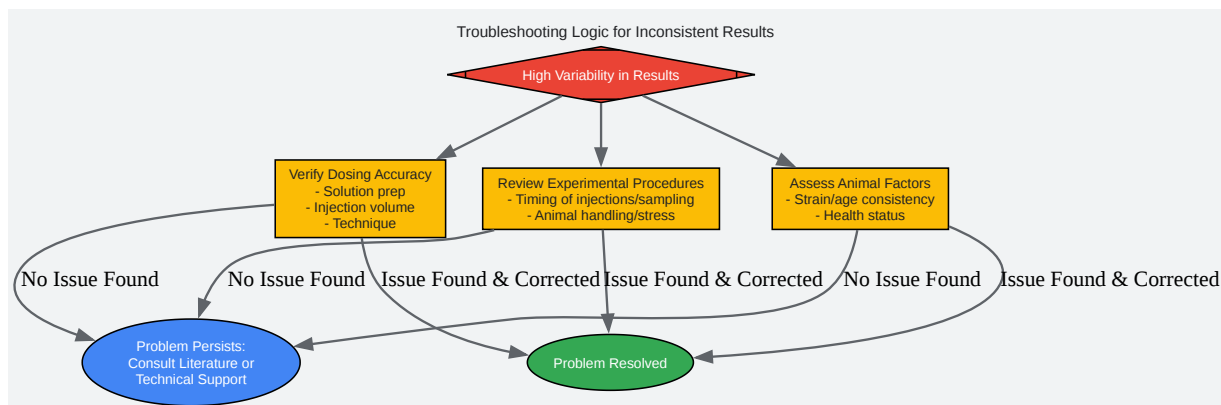 Troubleshooting Logic for Inconsistent Results
High Variability in Results
Verify Dosing Accuracy
- Solution prep
- Injection volume
- Technique
Review Experimental Procedures
- Timing of injections/sampling
- Animal handling/stress
Assess Animal Factors
- Strain/age consistency
- Health status
No Issue Found
No Issue Found
Issue Found & Corrected
Issue Found & Corrected
No Issue Found
Issue Found & Corrected
Problem Persists:
Consult Literature or
Technical Support
Problem Resolved